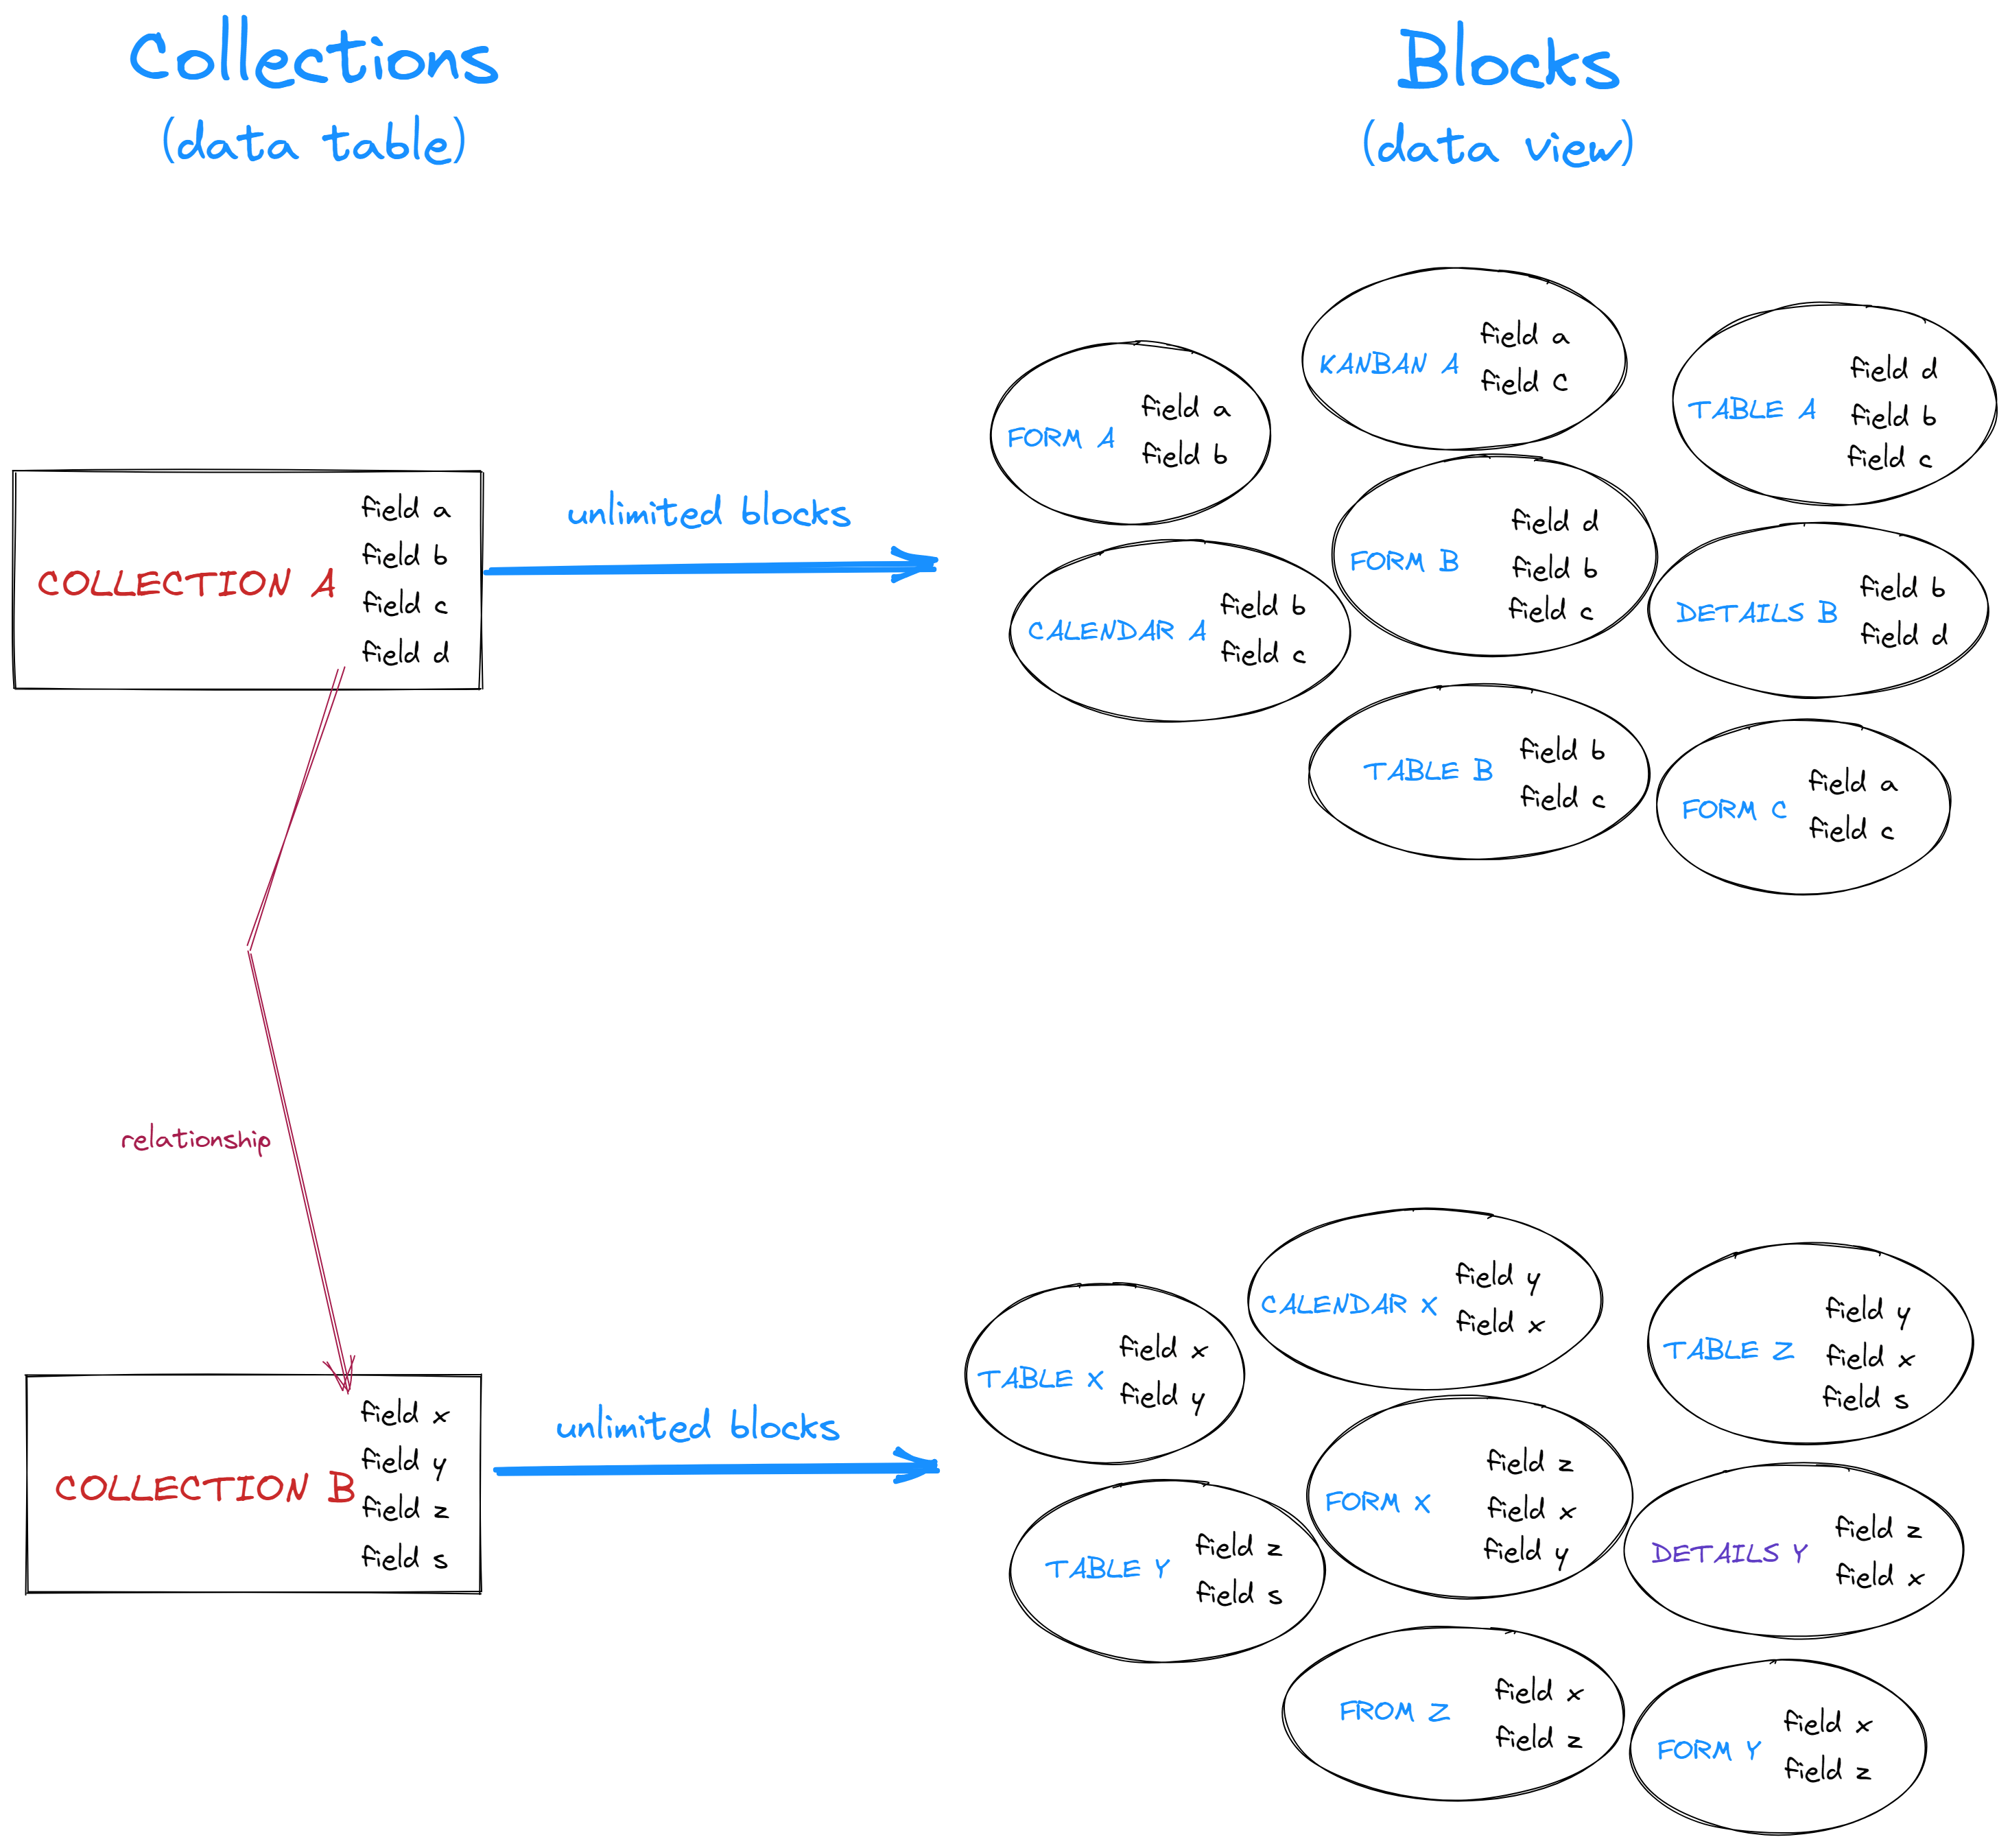 Collections
(data table)
Blocks
(data view)
COLLECTION A
field a
field b
field c
field d
unlimited blocks
FORM A
field a
field b
KANBAN A
field a
field c
TABLE A
field d
field b
field c
CALENDAR A
field b
field c
FORM B
field d
field b
field c
DETAILS B
field b
field d
TABLE B
field b
field c
FORM C
field a
field c
relationship
COLLECTION B
field x
field y
field z
field s
unlimited blocks
TABLE X
field x
field y
CALENDAR X
field y
field x
TABLE Z
field y
field x
field s
TABLE Y
field z
field s
FORM X
field z
field x
field y
DETAILS Y
field z
field x
FROM Z
field x
field z
FORM Y
field x
field z